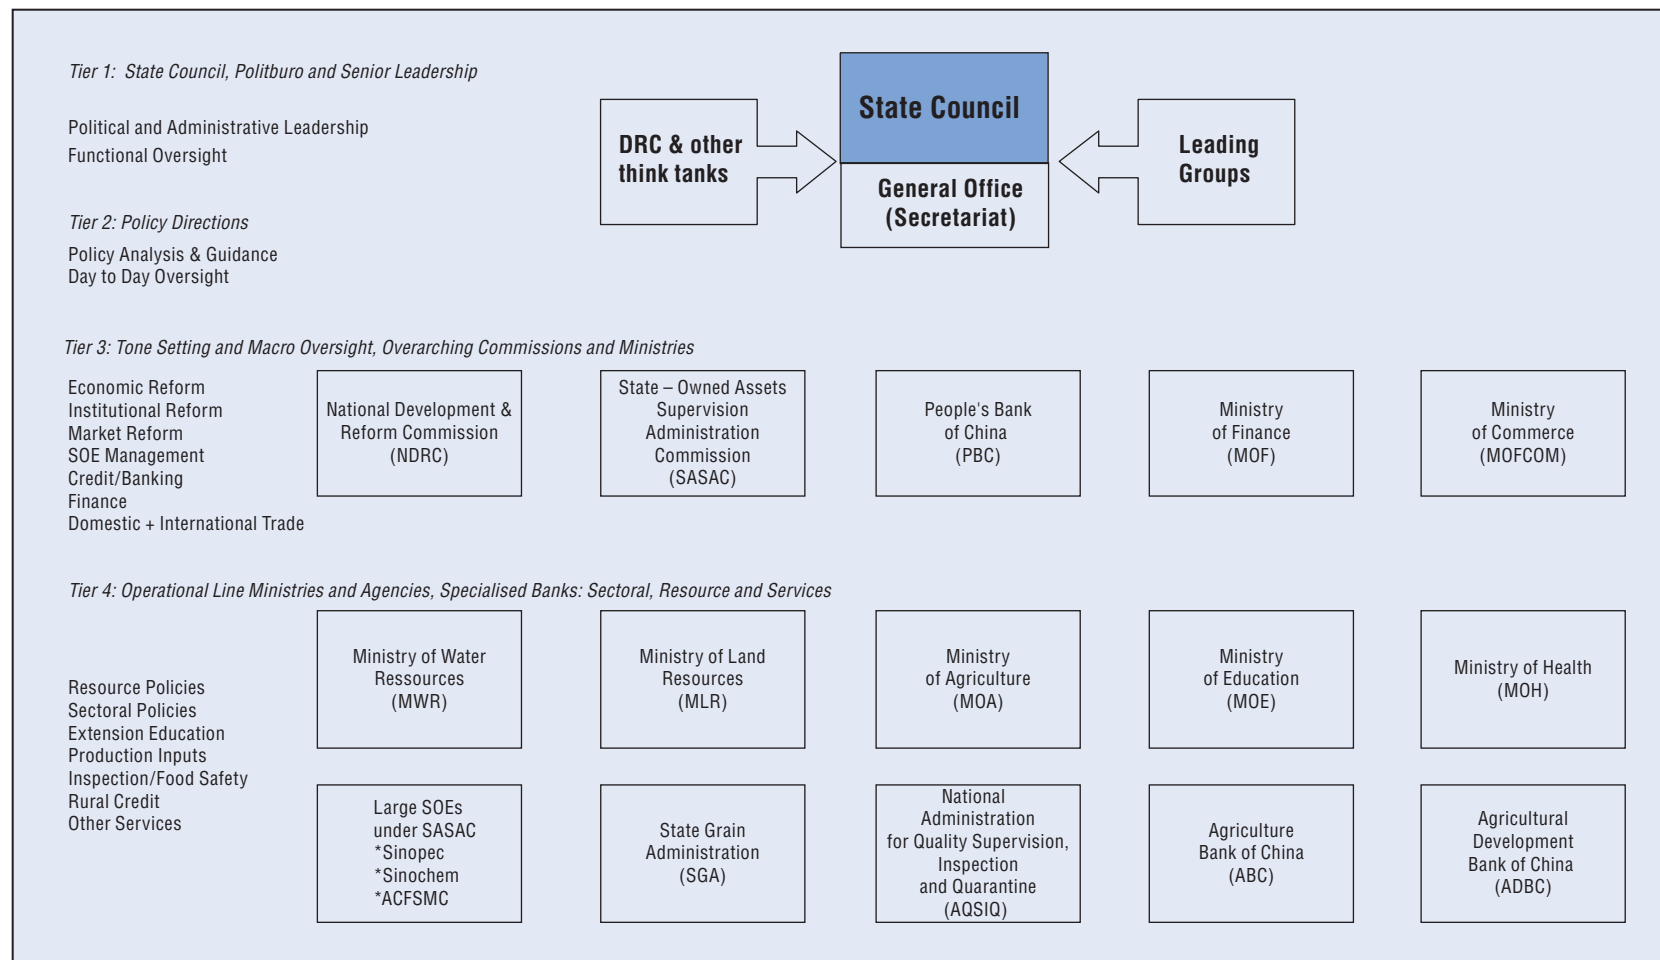 Tier 1: State Council, Politburo and Senior Leadership
Political and Administrative Leadership
Functional Oversight
DRC & other
think tanks
State Council
General Office
(Secretariat)
Leading
Groups
Tier 2: Policy Directions
Policy Analysis & Guidance
Day to Day Oversight
Tier 3: Tone Setting and Macro Oversight, Overarching Commissions and Ministries
Economic Reform
Institutional Reform
Market Reform
SOE Management
Credit/Banking
Finance
Domestic + International Trade
National Development &
Reform Commission
(NDRC)
State – Owned Assets
Supervision
Administration
Commission
(SASAC)
People's Bank
of China
(PBC)
Ministry
of Finance
(MOF)
Ministry
of Commerce
(MOFCOM)
Tier 4: Operational Line Ministries and Agencies, Specialised Banks: Sectoral, Resource and Services
Resource Policies
Sectoral Policies
Extension Education
Production Inputs
Inspection/Food Safety
Rural Credit
Other Services
Ministry of Water
Ressources
(MWR)
Ministry of Land
Resources
(MLR)
Ministry
of Agriculture
(MOA)
Ministry
of Education
(MOE)
Ministry of Health
(MOH)
Large SOEs
under SASAC
*Sinopec
*Sinochem
*ACFSMC
State Grain
Administration
(SGA)
National
Administration
for Quality Supervision,
Inspection
and Quarantine
(AQSIQ)
Agriculture
Bank of China
(ABC)
Agricultural
Development
Bank of China
(ADBC)